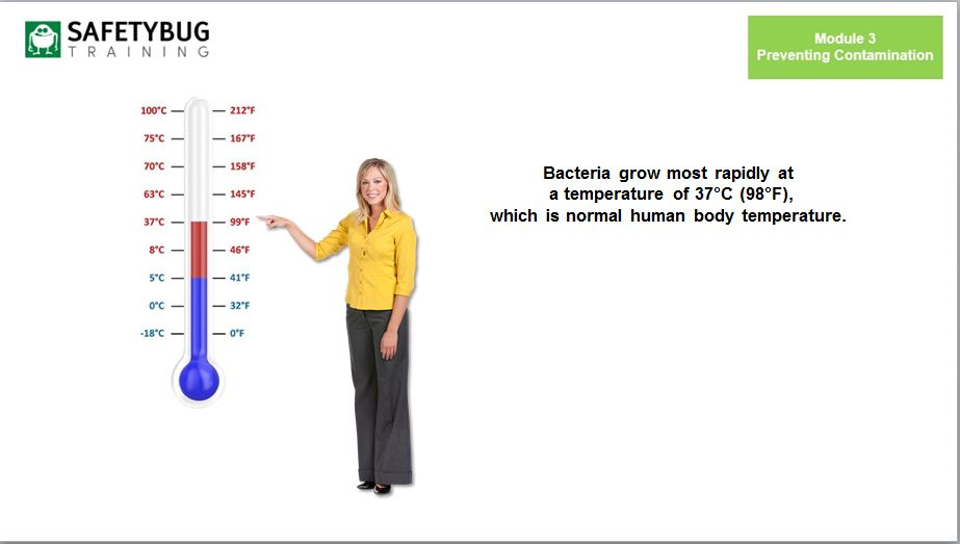 SAFETYBUG
TRAINING
Module 3
Preventing Contamination
100°C 212°F
75°C 167°F
70°C 158°F
63°C 145°F
37°C 99°F
8°C 46°F
5°C 41°F
0°C 32°F
-18°C 0°F
Bacteria grow most rapidly at
a temperature of 37°C (98°F),
which is normal human body temperature.